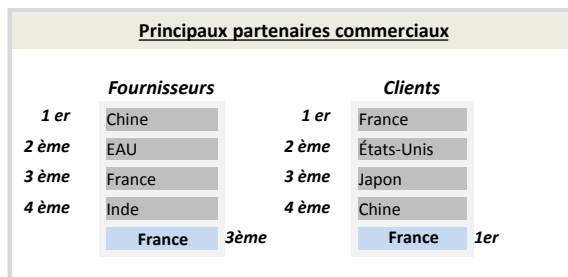 Principaux partenaires commerciaux
Fournisseurs Clients
1 er Chine 1 er France
2 ème EAU 2 ème États-Unis
3 ème France 3 ème Japon
4 ème Inde 4 ème Chine
France 3ème France 1er